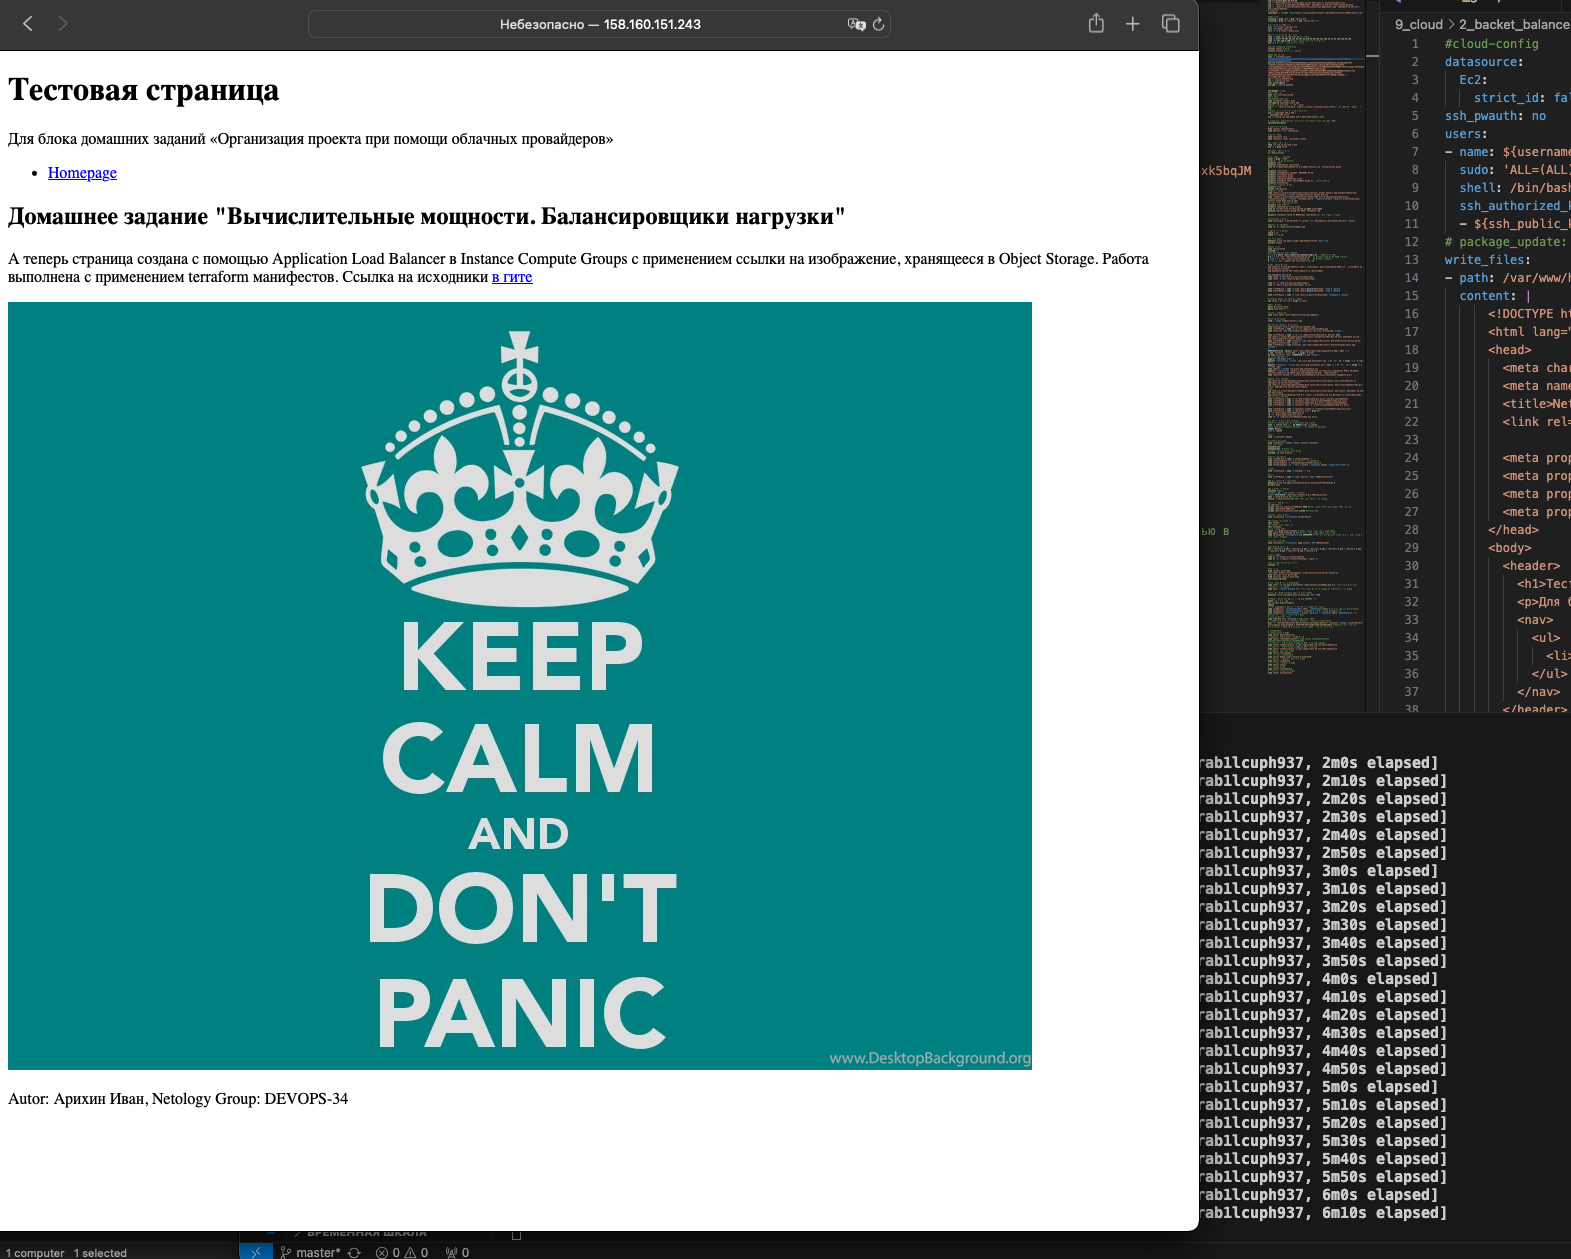 Небезопасно — 158.160.151.243
Тестовая страница
Для блока домашних заданий «Организация проекта при помощи облачных провайдеров»
Homepage
Домашнее задание "Вычислительные мощности. Балансировщики нагрузки"
А теперь страница создана с помощью Application Load Balancer в Instance Compute Groups с применением ссылки на изображение, хранящееся в Object Storage. Работа
выполнена с применением terraform манифестов. Ссылка на исходники в гите
KEEP
CALM
AND
DON'T
PANIC
www.DesktopBackground.org
Autor: Арихин Иван, Netology Group: DEVOPS-34
xk5bqJM
ью в
9_cloud > 2_backet_balance
1 #cloud-config
2 datasource:
3 Ec2:
4 strict_id: fal
5 ssh_pwauth: no
6 users:
7 - name: ${username
8 sudo: 'ALL=(ALL)
9 shell: /bin/bash
10 ssh_authorized_k
11 - ${ssh_public_k
12 # package_update:
13 write_files:
14 - path: /var/www/h
15 content: |
16 <!DOCTYPE ht
17 <html lang="
18 <head>
19 <meta char
20 <meta name
21 <title>Net
22 <link rel=
23
24 <meta prop
25 <meta prop
26 <meta prop
27 <meta prop
28 </head>
29 <body>
30 <header>
31 <h1>Тест
32 <p>Для б
33 <nav>
34 <ul>
35 <li>
36 </ul>
37 </nav>
38 </header>
rab1lcuph937, 2m0s elapsed]
rab1lcuph937, 2m10s elapsed]
rab1lcuph937, 2m20s elapsed]
rab1lcuph937, 2m30s elapsed]
rab1lcuph937, 2m40s elapsed]
rab1lcuph937, 2m50s elapsed]
rab1lcuph937, 3m0s elapsed]
rab1lcuph937, 3m10s elapsed]
rab1lcuph937, 3m20s elapsed]
rab1lcuph937, 3m30s elapsed]
rab1lcuph937, 3m40s elapsed]
rab1lcuph937, 3m50s elapsed]
rab1lcuph937, 4m0s elapsed]
rab1lcuph937, 4m10s elapsed]
rab1lcuph937, 4m20s elapsed]
rab1lcuph937, 4m30s elapsed]
rab1lcuph937, 4m40s elapsed]
rab1lcuph937, 4m50s elapsed]
rab1lcuph937, 5m0s elapsed]
rab1lcuph937, 5m10s elapsed]
rab1lcuph937, 5m20s elapsed]
rab1lcuph937, 5m30s elapsed]
rab1lcuph937, 5m40s elapsed]
rab1lcuph937, 5m50s elapsed]
rab1lcuph937, 6m0s elapsed]
rab1lcuph937, 6m10s elapsed]
ВРЕМЕННАЯ ШКАЛА
1 computer 1 selected
master* 0 0 0